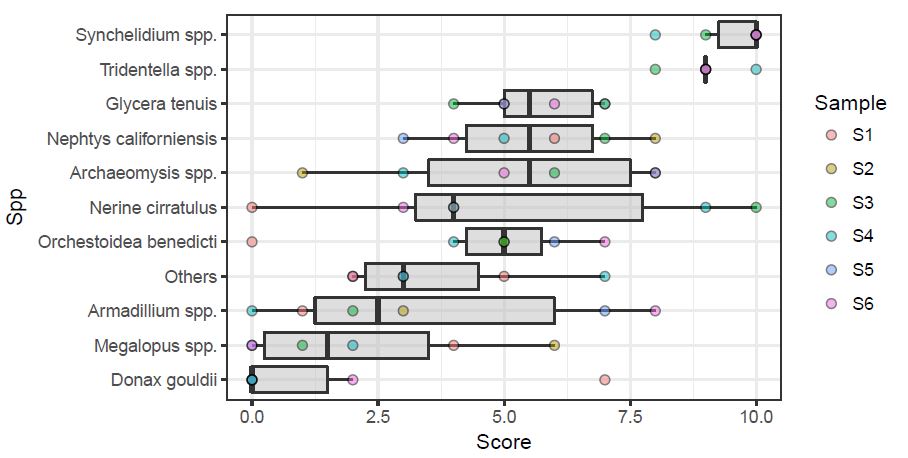 Synchelidium spp.
Tridentella spp.
Glycera tenuis
Nephtys californiensis
Archaeomysis spp.
Nerine cirratulus
Orchestoidea benedicti
Others
Armadillium spp.
Megalopus spp.
Donax gouldii
Spp
0.0 2.5 5.0 7.5 10.0
Score
Sample
S1
S2
S3
S4
S5
S6